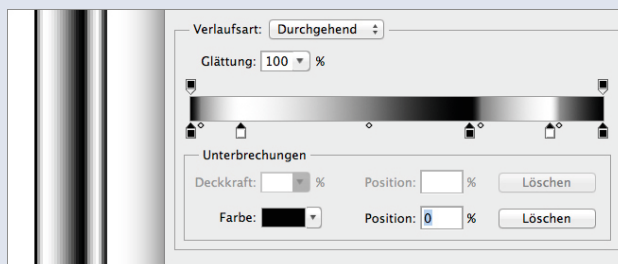 Verlaufsart: Durchgehend
Glättung: 100 %
Unterbrechungen
Deckkraft: % Position: % Löschen
Farbe: Position: 0 % Löschen